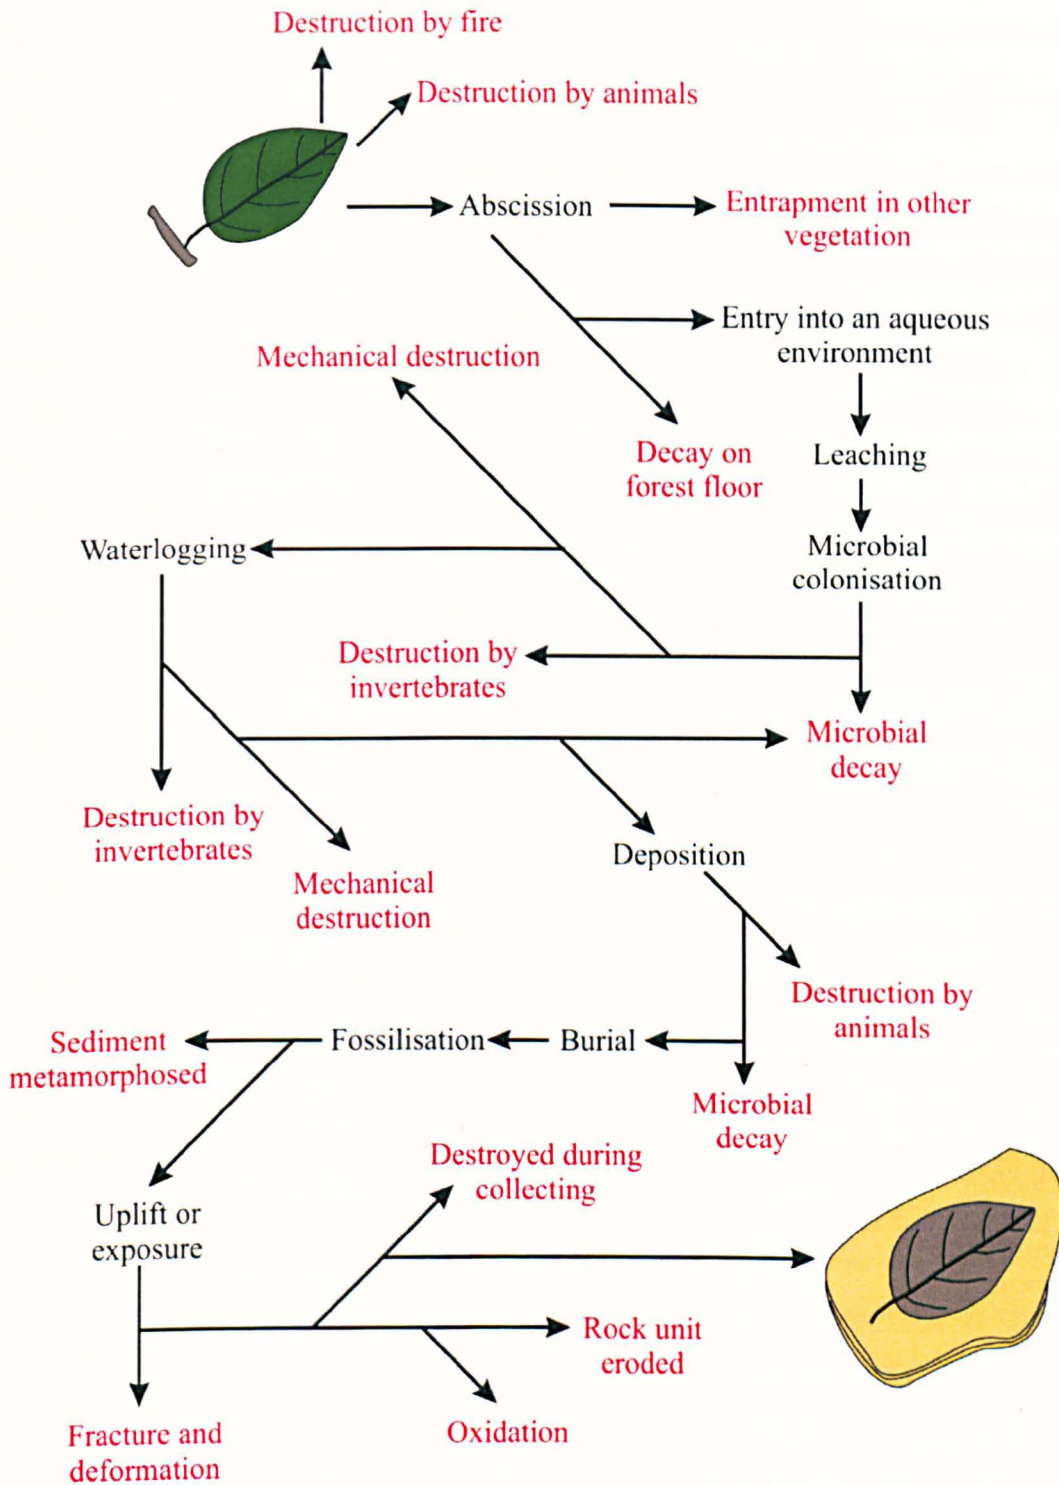 Destruction by fire
Destruction by animals
Abscission
Entrapment in other
vegetation
Entry into an aqueous
environment
Mechanical destruction
Decay on
forest floor
Leaching
Waterlogging
Microbial
colonisation
Destruction by
invertebrates
Microbial
decay
Destruction by
invertebrates
Mechanical
destruction
Deposition
Destruction by
animals
Sediment
metamorphosed
Fossilisation
Burial
Microbial
decay
Destroyed during
collecting
Uplift or
exposure
Rock unit
eroded
Fracture and
deformation
Oxidation